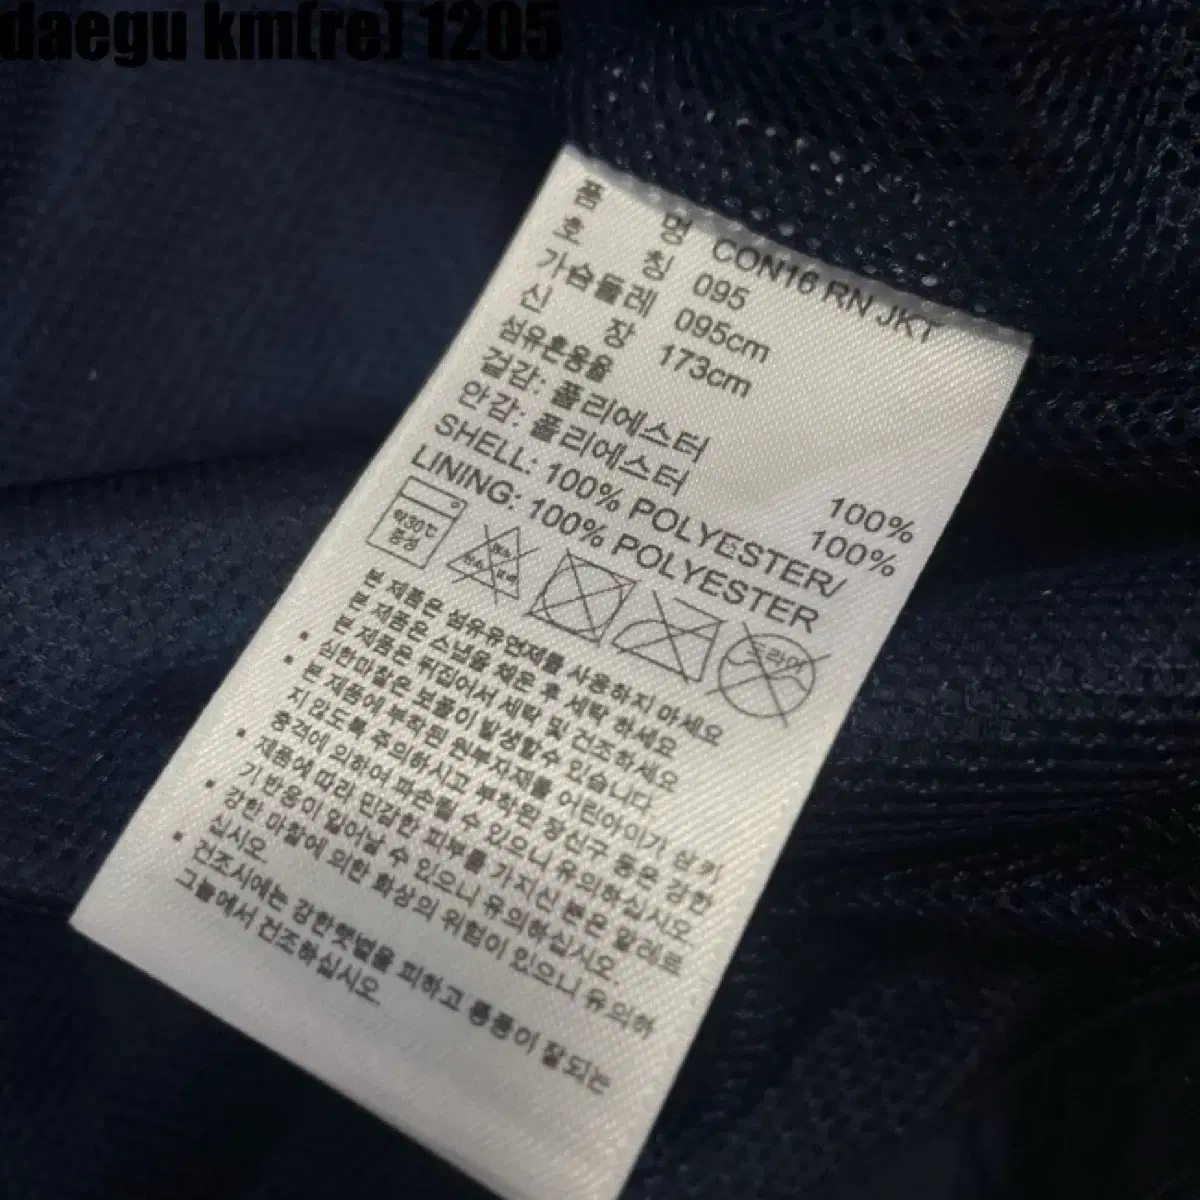 daegu km(re) 1205
품 명 CON16 RN JKT
호 칭 095
가슴둘레 095cm
신 장 173cm
섬유혼용율
겉감: 폴리에스터 100%
안감: 폴리에스터 100%
SHELL: 100% POLYESTER/
LINING: 100% POLYESTER
약30℃
중성
드라이
본 제품은 섬유유연제를 사용하지 마세요
본 제품은 스냅을 채운 후 세탁 하세요
본 제품은 뒤집어서 세탁 및 건조하세요
• 심한마찰은 보풀이 발생할수 있습니다
• 본 제품에 부착된 원부자재를 어린아이가 삼키
지 않도록 주의하시고 부착된 장신구 등은 강한
충격에 의하여 파손될 수 있으니 유의하십시오
• 제품에 따라 민감한 피부를 가지신 분은 알레르
기 반응이 일어날 수 있으니 유의하십시오
• 강한 마찰에 의한 화상의 위험이 있으니 유의하
십시오
• 건조시에는 강한햇볕을 피하고 통풍이 잘되는
그늘에서 건조하십시오.